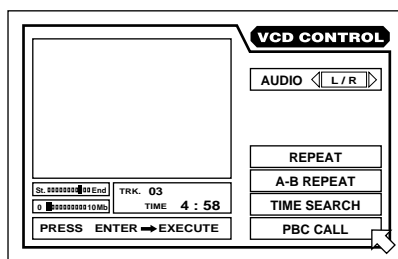 VCD CONTROL
AUDIO L / R
REPEAT
A-B REPEAT
TIME SEARCH
PBC CALL
St. End
0 10Mb
TRK. 03
TIME 4 : 58
PRESS ENTER ➡ EXECUTE